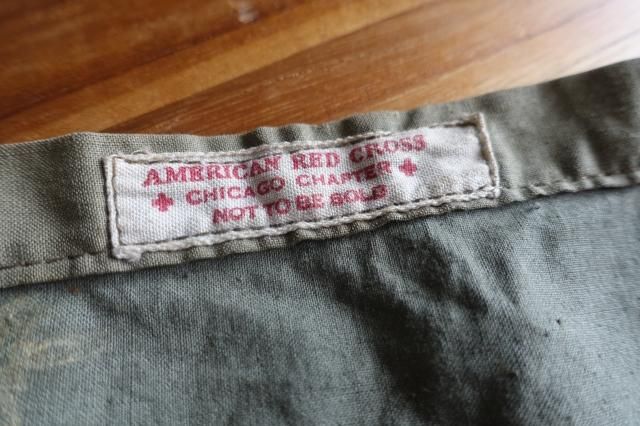 AMERICAN RED CROSS
CHICAGO CHAPTER
NOT TO BE SOLD